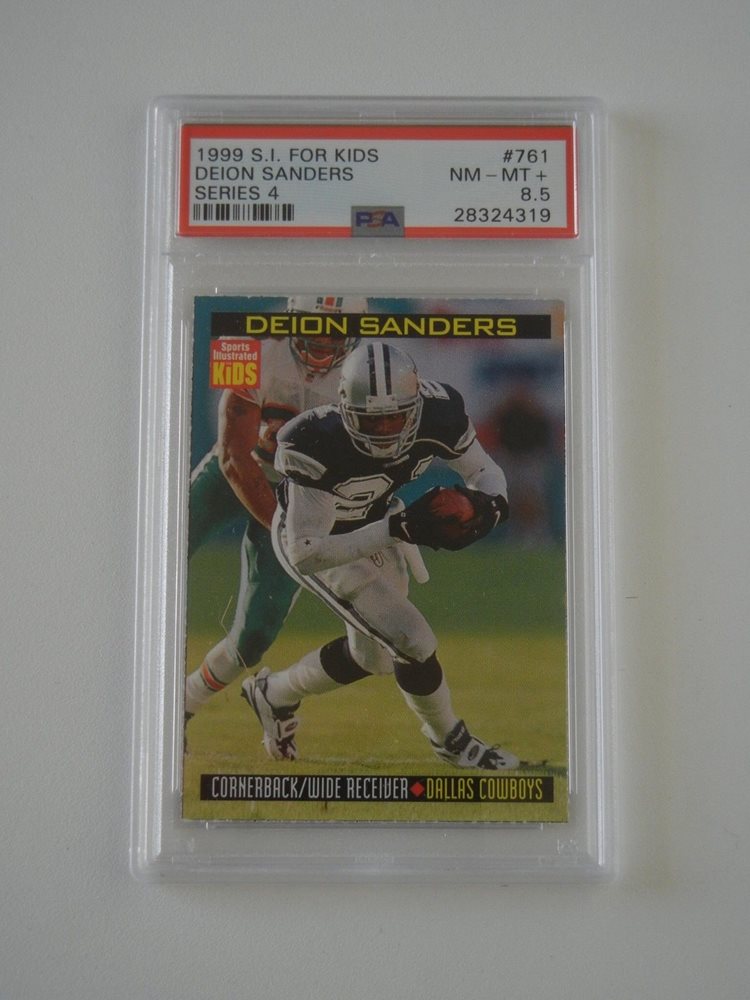 1999 S.I. FOR KIDS #761
DEION SANDERS NM - MT +
SERIES 4 8.5
PSA 28324319
DEION SANDERS
Sports
Illustrated
KIDS
21
CORNERBACK/WIDE RECEIVER DALLAS COWBOYS